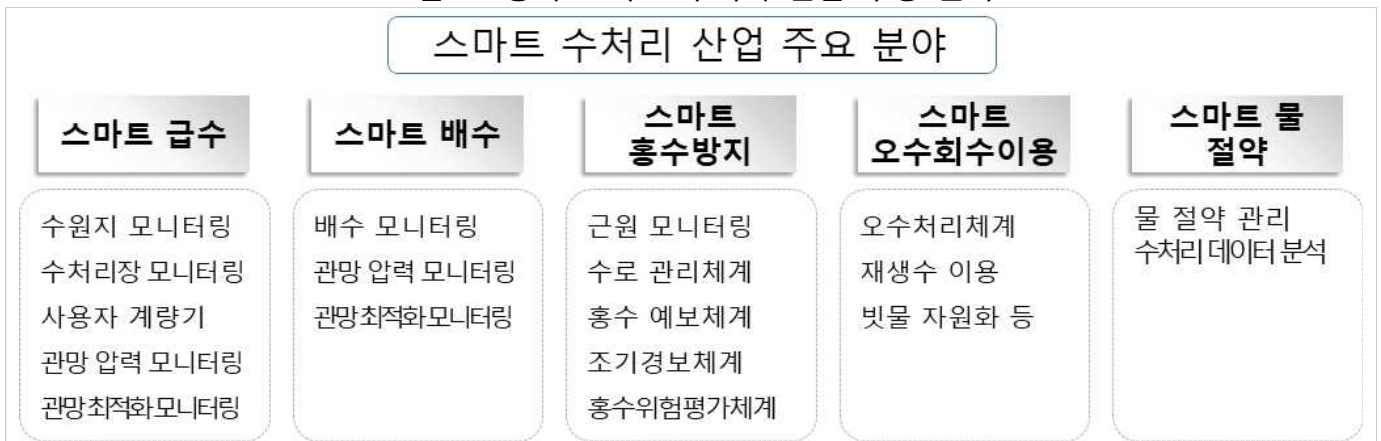 스마트 수처리 산업 주요 분야
스마트 급수
수원지 모니터링
수처리장 모니터링
사용자 계량기
관망 압력 모니터링
관망최적화모니터링
스마트 배수
배수 모니터링
관망 압력 모니터링
관망최적화모니터링
스마트
홍수방지
근원 모니터링
수로 관리체계
홍수 예보체계
조기경보체계
홍수위험평가체계
스마트
오수회수이용
오수처리체계
재생수 이용
빗물 자원화 등
스마트 물
절약
물 절약 관리
수처리 데이터 분석